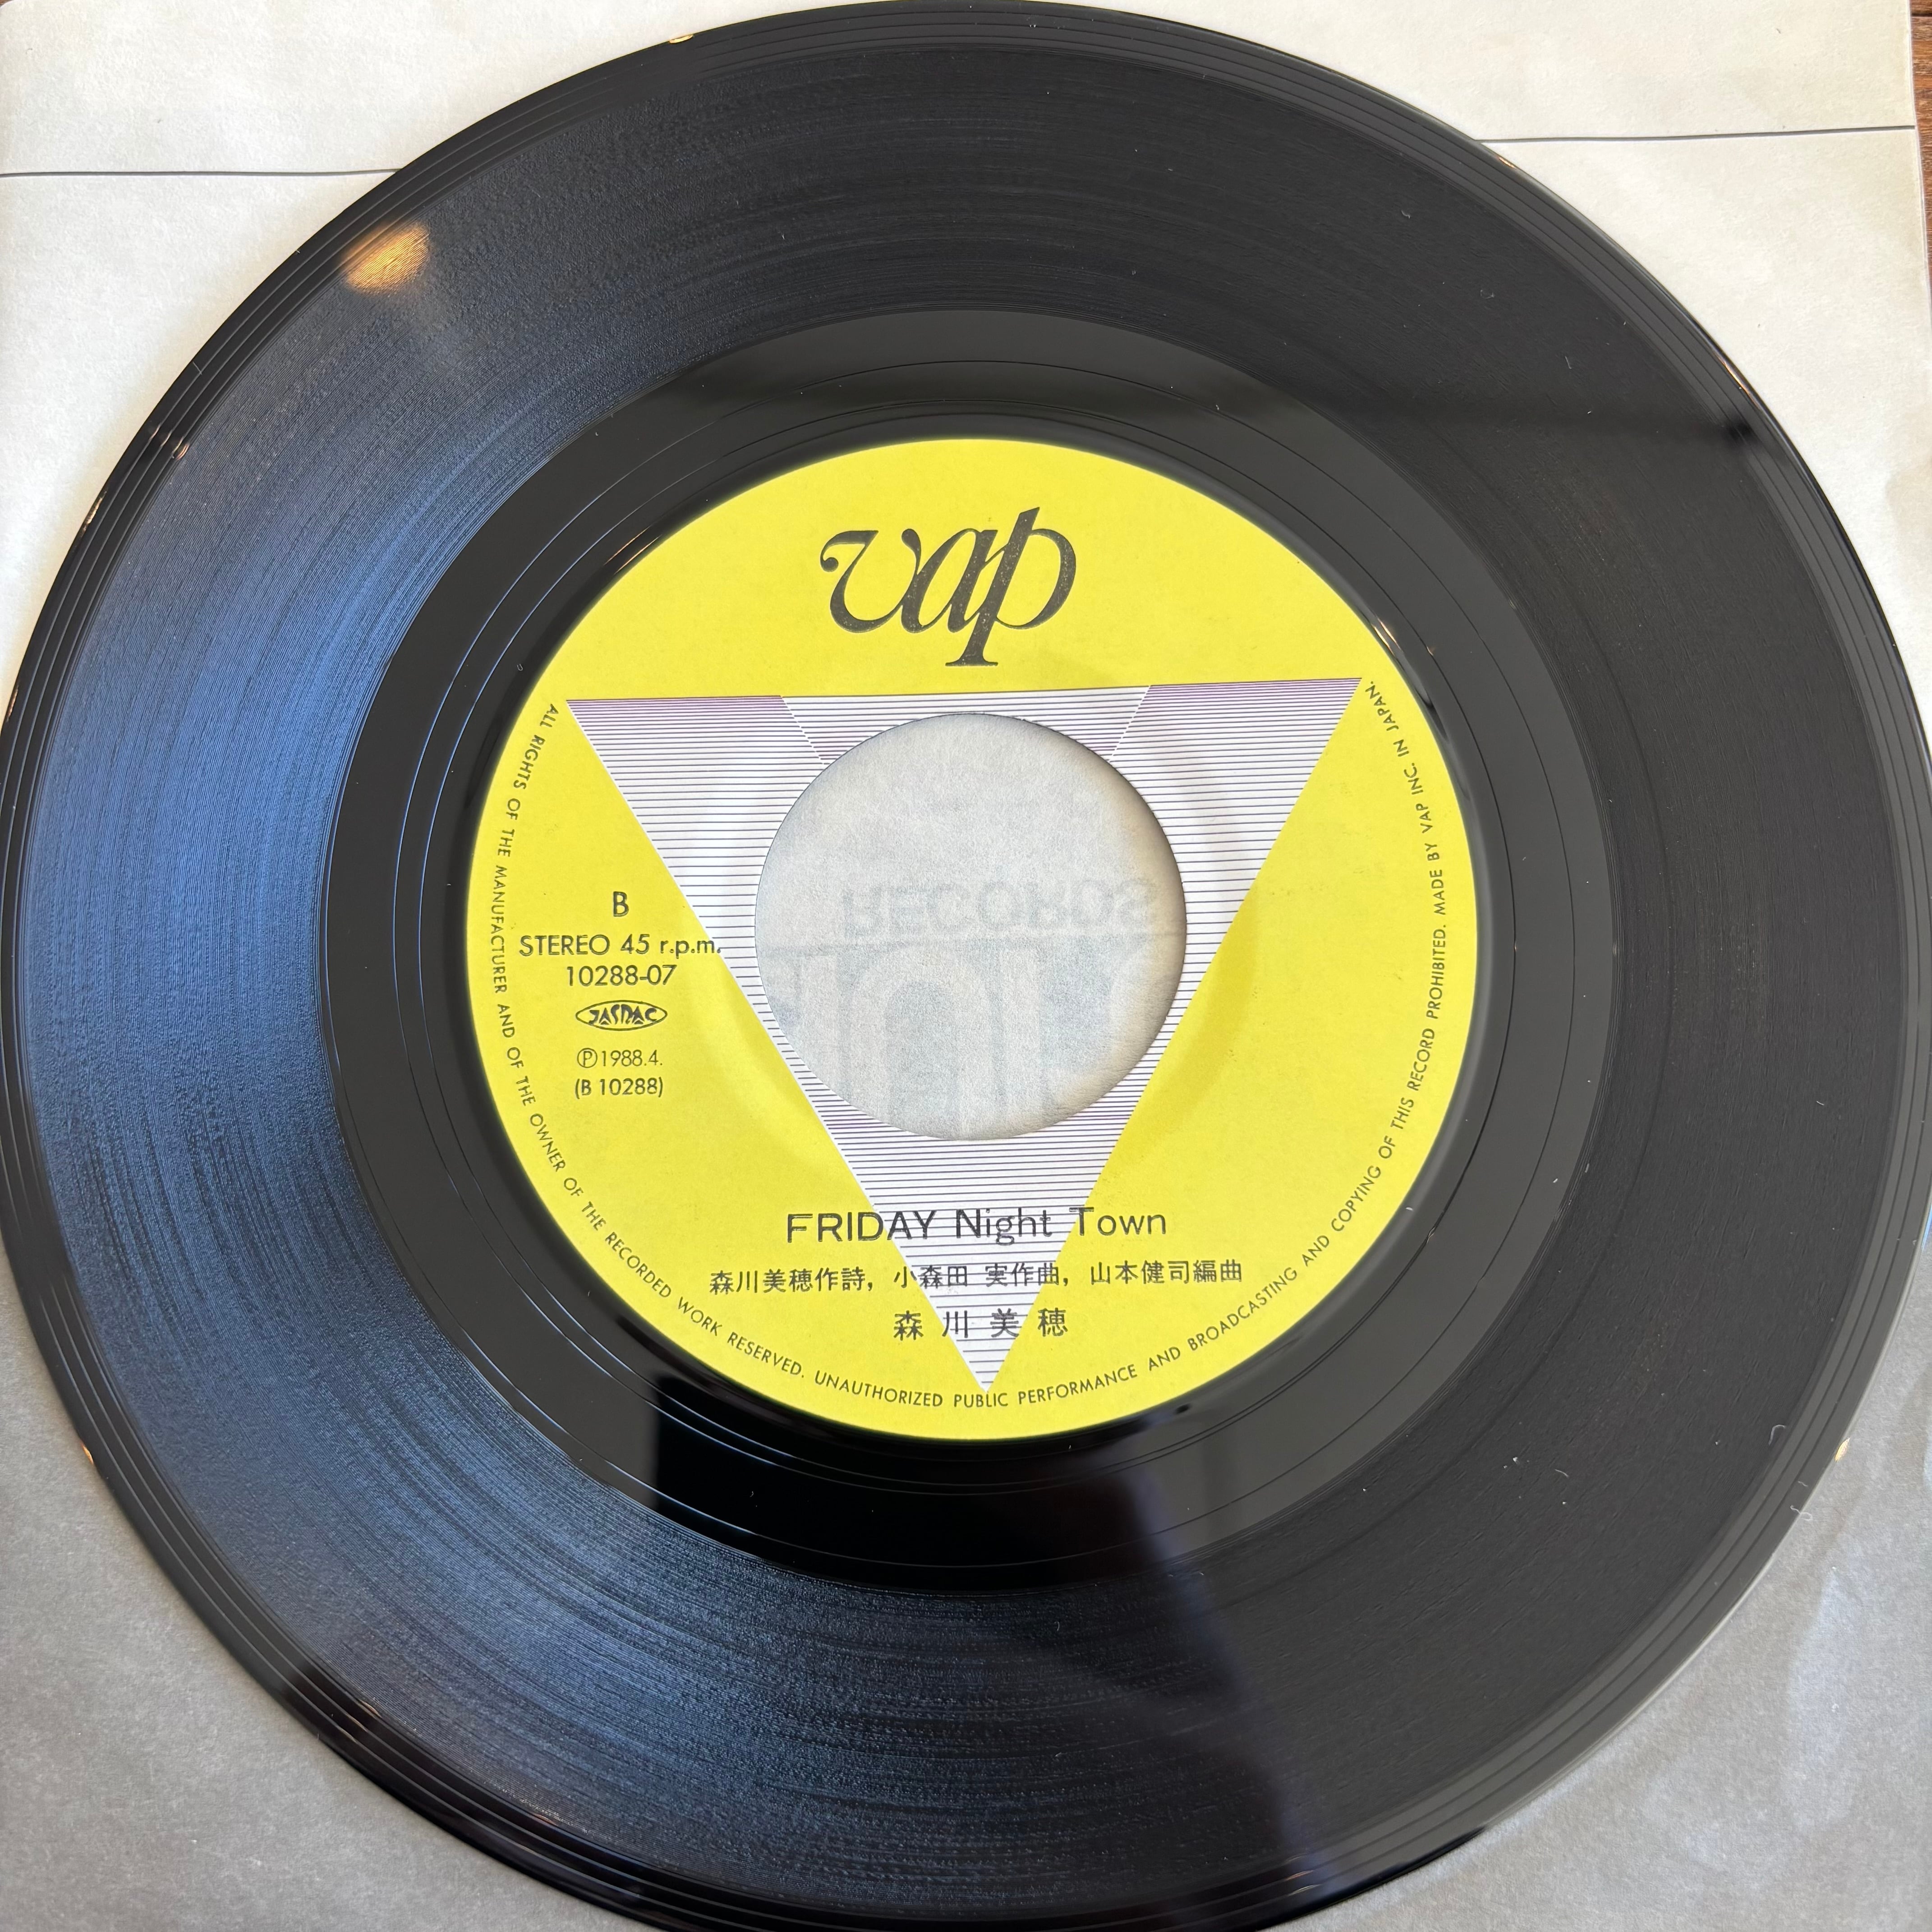 vap
B
STEREO 45 r.p.m.
10288-07
JASRAC
Ⓟ1988.4.
(B 10288)
FRIDAY Night Town
森川美穂作詩, 小森田 実作曲, 山本健司編曲
森川美穂
ALL RIGHTS OF THE MANUFACTURER AND OF THE OWNER OF THE RECORDED WORK RESERVED. UNAUTHORIZED PUBLIC PERFORMANCE AND BROADCASTING AND COPYING OF THIS RECORD PROHIBITED. MADE BY VAP INC. IN JAPAN.